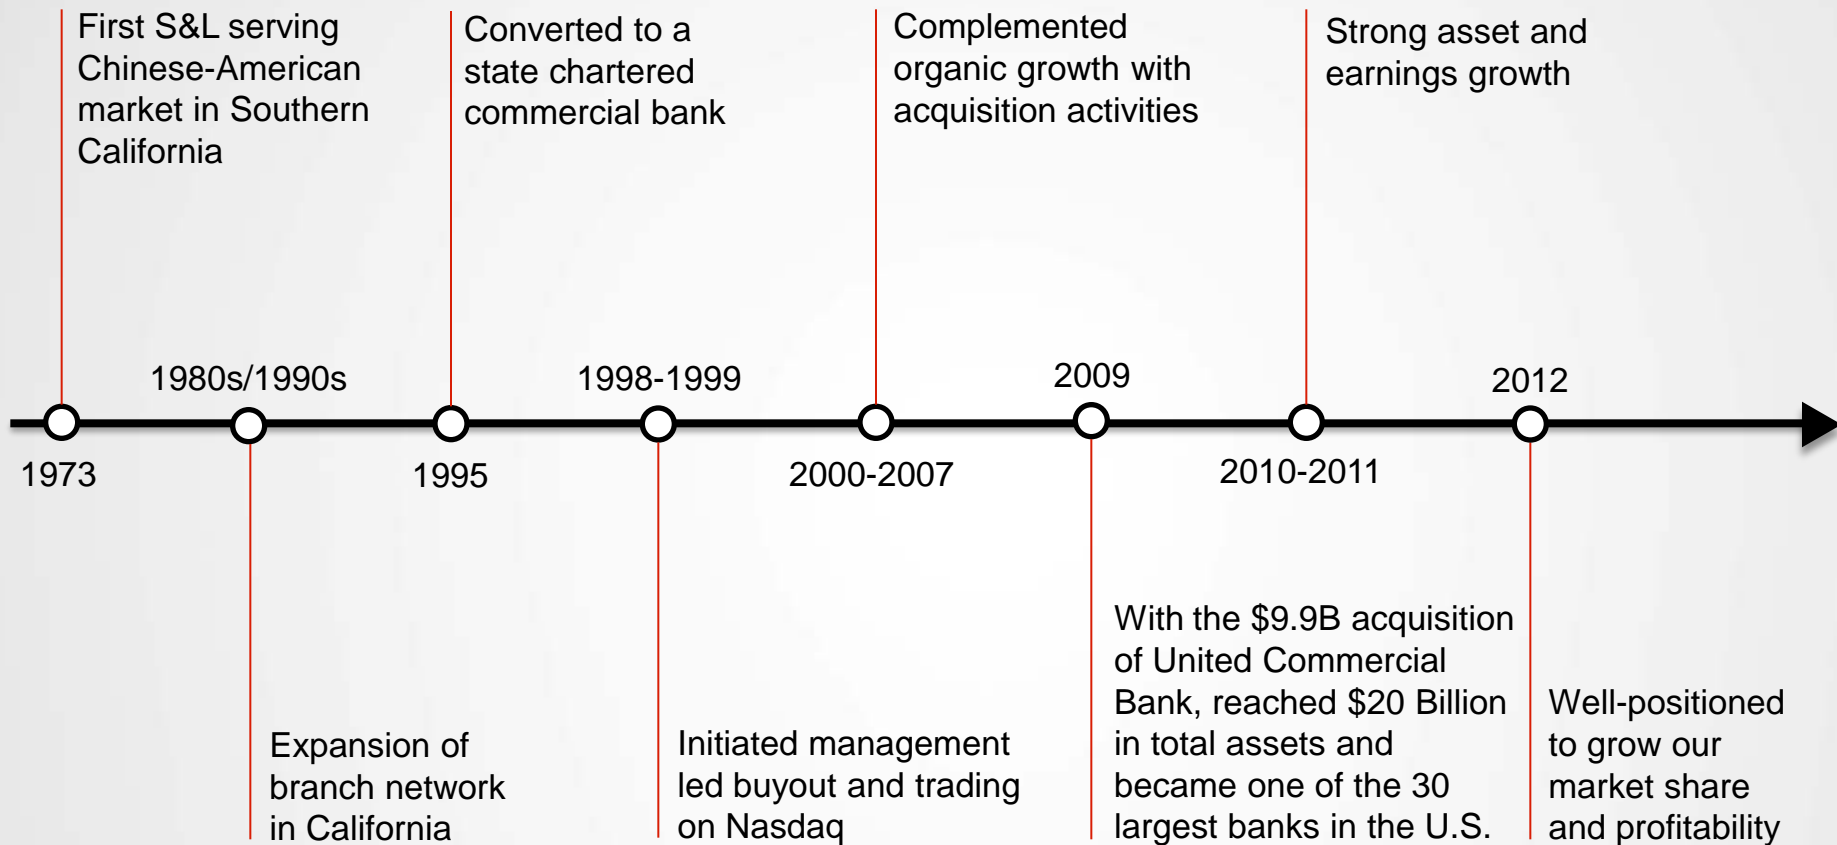 First S&L serving
Chinese-American
market in Southern
California
Converted to a
state chartered
commercial bank
Complemented
organic growth with
acquisition activities
Strong asset and
earnings growth
1980s/1990s
1998-1999
2009
2012
1973
1995
2000-2007
2010-2011
Expansion of
branch network
in California
Initiated management
led buyout and trading
on Nasdaq
With the $9.9B acquisition
of United Commercial
Bank, reached $20 Billion
in total assets and
became one of the 30
largest banks in the U.S.
Well-positioned
to grow our
market share
and profitability